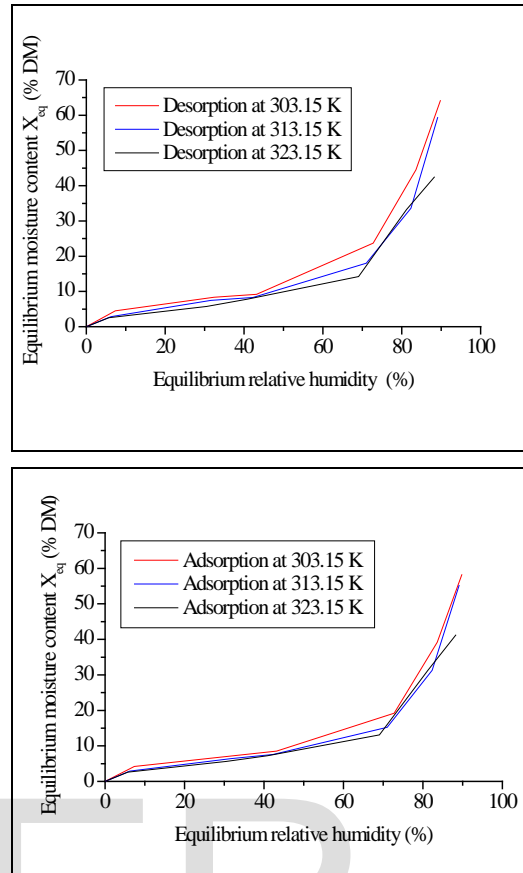 Equilibrium moisture content X_eq (% DM)
70
60
50
40
30
20
10
0
Desorption at 303.15 K
Desorption at 313.15 K
Desorption at 323.15 K
0 20 40 60 80 100
Equilibrium relative humidity (%)
Equilibrium moisture content X_eq (% DM)
70
60
50
40
30
20
10
0
Adsorption at 303.15 K
Adsorption at 313.15 K
Adsorption at 323.15 K
0 20 40 60 80 100
Equilibrium relative humidity (%)